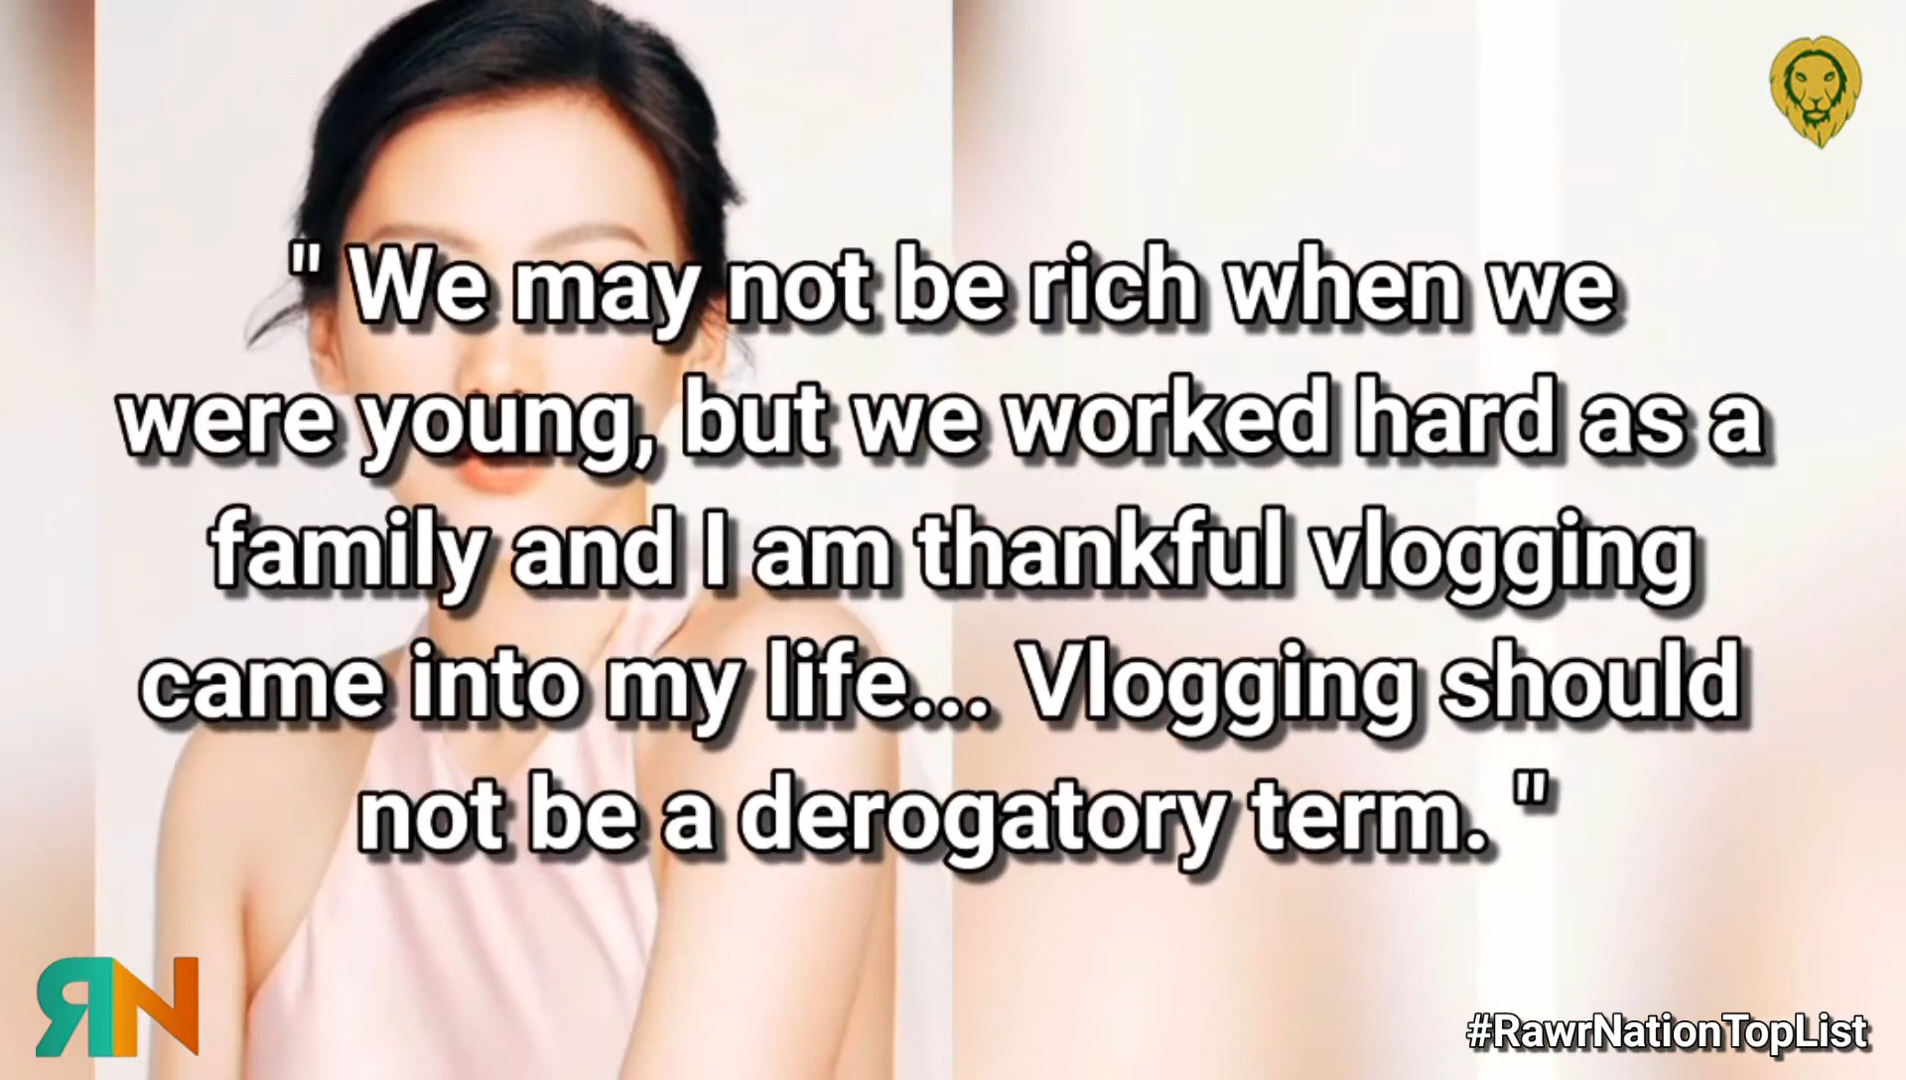 " We may not be rich when we
were young, but we worked hard as a
family and I am thankful vlogging
came into my life... Vlogging should
not be a derogatory term. "
RN
#RawrNationTopList